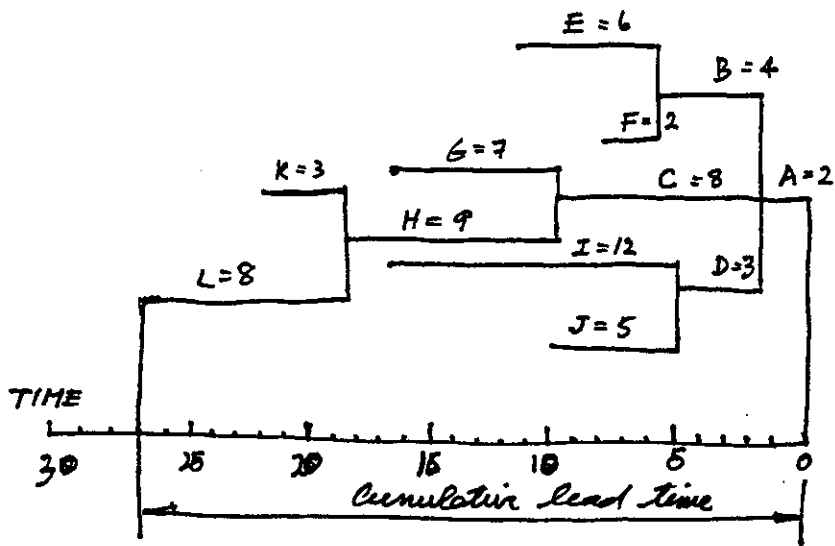 E = 6
B = 4
F = 2
G = 7
K = 3
C = 8
A = 2
H = 9
I = 12
L = 8
D = 3
J = 5
TIME
30 25 20 15 10 5 0
Cumulative lead time